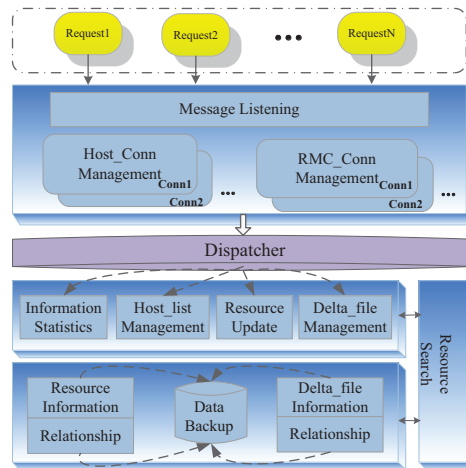 Request1
Request2
RequestN
Message Listening
Host_Conn
Management
Conn1
Conn2
...
RMC_Conn
Management
Conn1
Conn2
...
Dispatcher
Information
Statistics
Host_list
Management
Resource
Update
Delta_file
Management
Resource
Search
Resource
Information
Relationship
Data
Backup
Delta_file
Information
Relationship